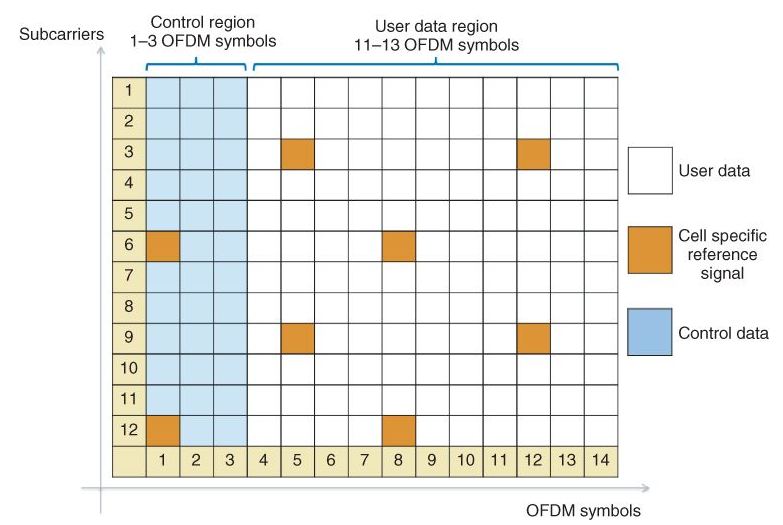 Subcarriers
Control region
1–3 OFDM symbols
User data region
11–13 OFDM symbols
1
2
3
4
5
6
7
8
9
10
11
12
1 2 3 4 5 6 7 8 9 10 11 12 13 14
OFDM symbols
User data
Cell specific
reference
signal
Control data